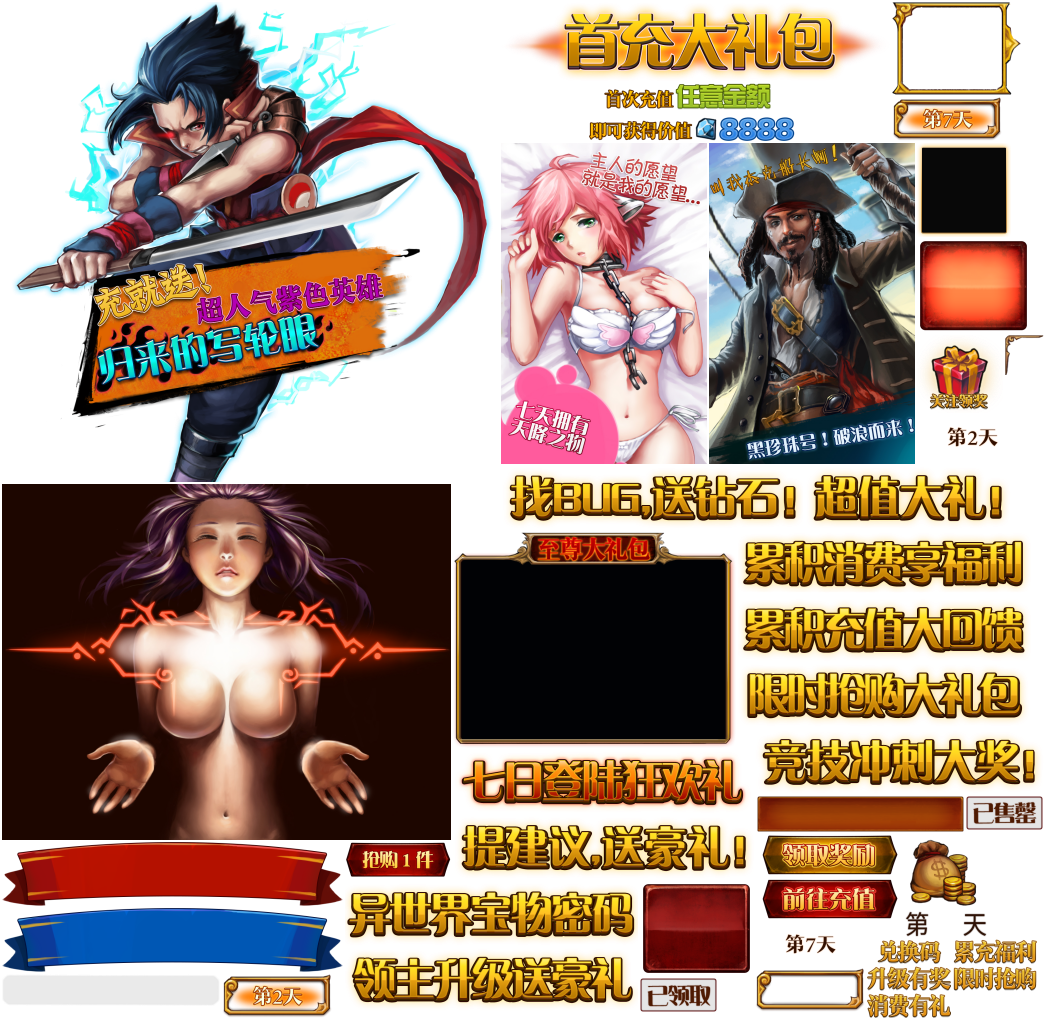 首充大礼包
首次充值任意金额
即可获得价值8888
第7天
主人的愿望
就是我的愿望...
叫我杰克船长啊!
充就送!
超人气紫色英雄
归来的写轮眼
关注领奖
七天拥有
天降之物
第2天
黑珍珠号!破浪而来!
找BUG,送钻石!
超值大礼!
至尊大礼包
累积消费享福利
累积充值大回馈
限时抢购大礼包
竞技冲刺大奖!
七日登陆狂欢礼
已售罄
提建议,送豪礼!
抢购1件
领取奖励
前往充值
异世界宝物密码
第 天
第7天
兑换码
累充福利
领主升级送豪礼
升级有奖
限时抢购
第2天
已领取
消费有礼